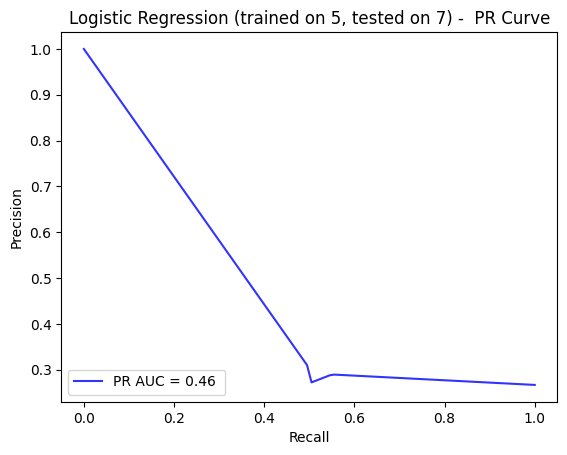 Logistic Regression (trained on 5, tested on 7) -  PR Curve
1.0
0.9
0.8
0.7
0.6
0.5
0.4
0.3
Precision
PR AUC = 0.46
0.0 0.2 0.4 0.6 0.8 1.0
Recall